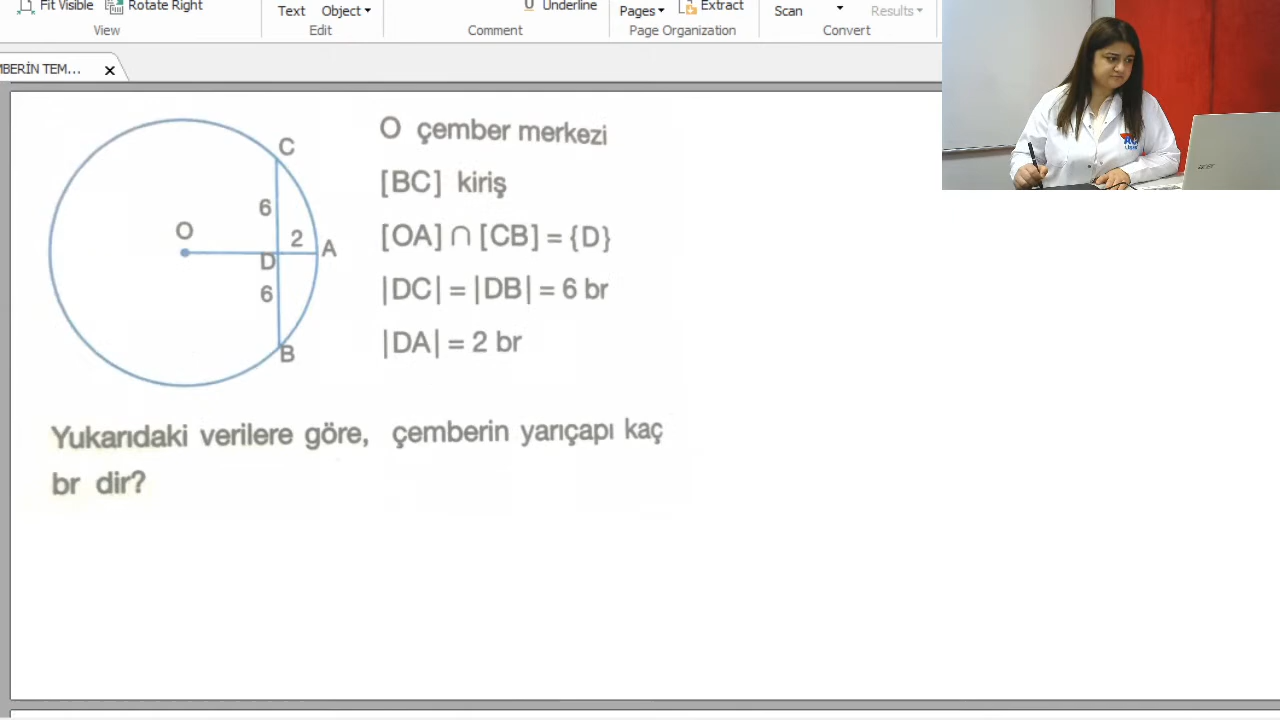 Fit Visible
Rotate Right
Text
Object
Underline
Pages
Extract
Scan
Results
View
Edit
Comment
Page Organization
Convert
MBERİN TEM...
C
6
O
2
A
D
6
B
O çember merkezi
[BC] kiriş
[OA] ∩ [CB] = {D}
|DC| = |DB| = 6 br
|DA| = 2 br
Yukarıdaki verilere göre, çemberin yarıçapı kaç
br dir?
acer